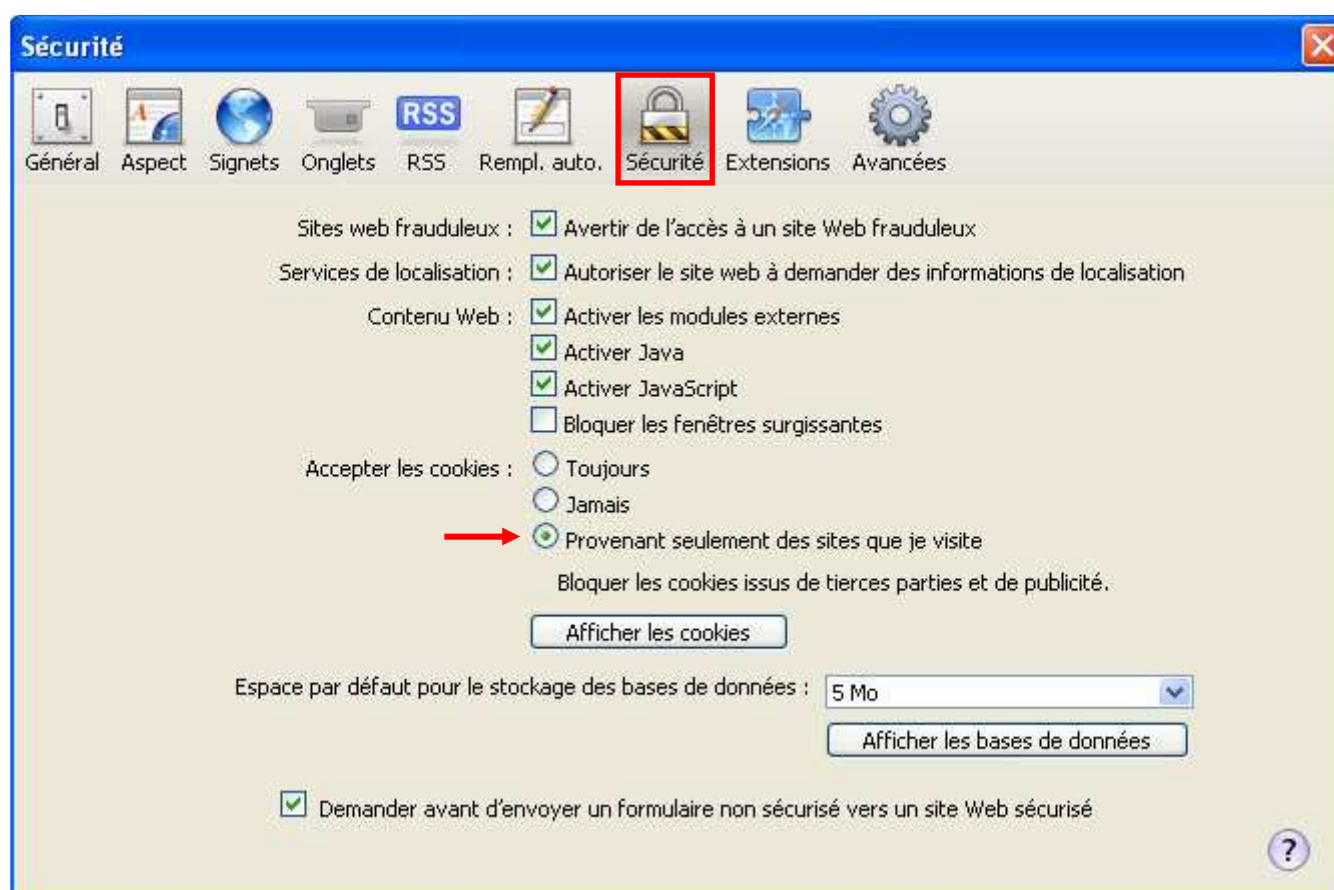 Sécurité
RSS
Général Aspect Signets Onglets RSS Rempl. auto. Sécurité Extensions Avancées
Sites web frauduleux : Avertir de l'accès à un site Web frauduleux
Services de localisation : Autoriser le site web à demander des informations de localisation
Contenu Web : Activer les modules externes
Activer Java
Activer JavaScript
Bloquer les fenêtres surgissantes
Accepter les cookies : Toujours
Jamais
Provenant seulement des sites que je visite
Bloquer les cookies issus de tierces parties et de publicité.
Afficher les cookies
Espace par défaut pour le stockage des bases de données : 5 Mo
Afficher les bases de données
Demander avant d'envoyer un formulaire non sécurisé vers un site Web sécurisé
?